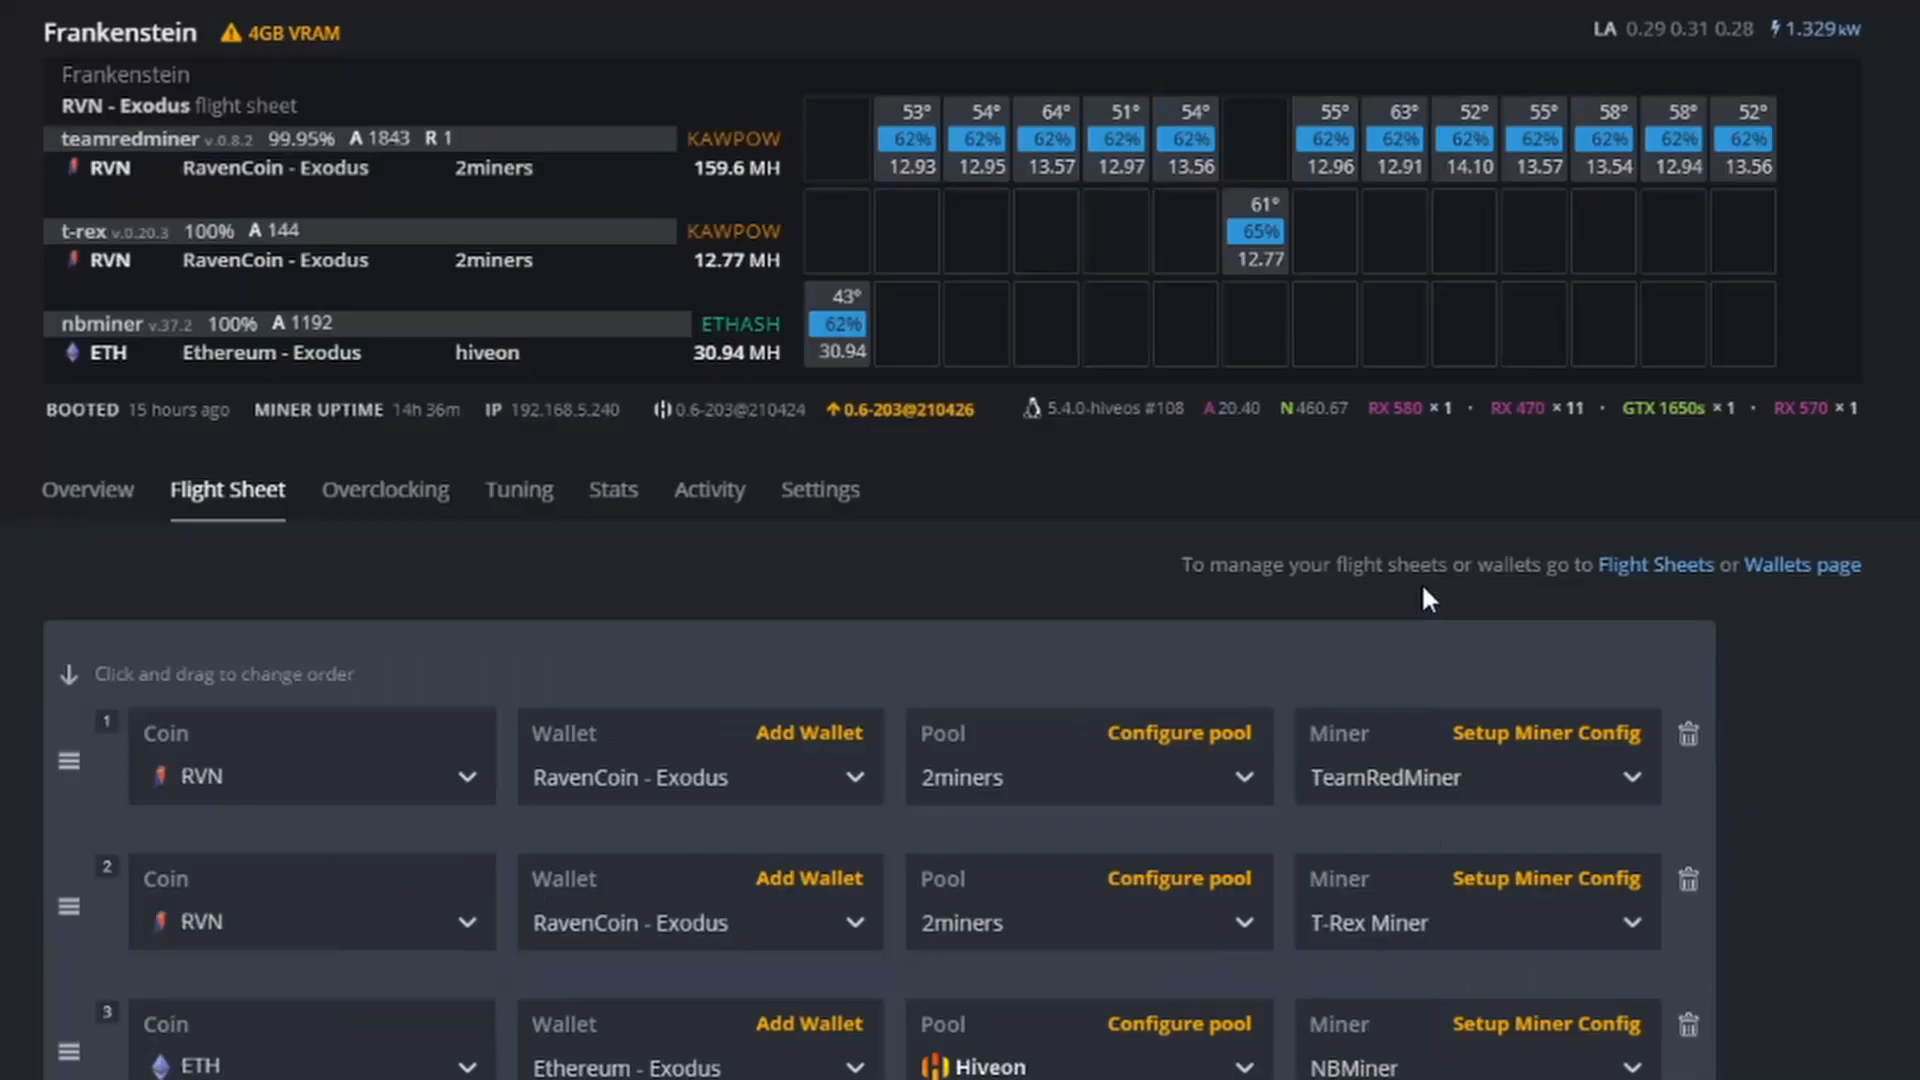 Frankenstein 4GB VRAM LA 0.29 0.31 0.28 1.329kW
Frankenstein
RVN - Exodus flight sheet 53° 54° 64° 51° 54° 55° 63° 52° 55° 58° 58° 52°
teamredminer v.0.8.2 99.95% A 1843 R 1 KAWPOW 62% 62% 62% 62% 62% 62% 62% 62% 62% 62% 62% 62%
RVN RavenCoin - Exodus 2miners 159.6 MH 12.93 12.95 13.57 12.97 13.56 12.96 12.91 14.10 13.57 13.54 12.94 13.56
61°
t-rex v.0.20.3 100% A 144 KAWPOW 65%
RVN RavenCoin - Exodus 2miners 12.77 MH 12.77
43°
nbminer v.37.2 100% A 1192 ETHASH 62%
ETH Ethereum - Exodus hiveon 30.94 MH 30.94
BOOTED 15 hours ago MINER UPTIME 14h 36m IP 192.168.5.240 0.6-203@210424 0.6-203@210426 5.4.0-hiveos #108 A 20.40 N 460.67 RX 580 × 1 · RX 470 × 11 · GTX 1650s × 1 · RX 570 × 1
Overview Flight Sheet Overclocking Tuning Stats Activity Settings
To manage your flight sheets or wallets go to Flight Sheets or Wallets page
Click and drag to change order
1 Coin Wallet Add Wallet Pool Configure pool Miner Setup Miner Config
RVN RavenCoin - Exodus 2miners TeamRedMiner
2 Coin Wallet Add Wallet Pool Configure pool Miner Setup Miner Config
RVN RavenCoin - Exodus 2miners T-Rex Miner
3 Coin Wallet Add Wallet Pool Configure pool Miner Setup Miner Config
ETH Ethereum - Exodus Hiveon NBMiner